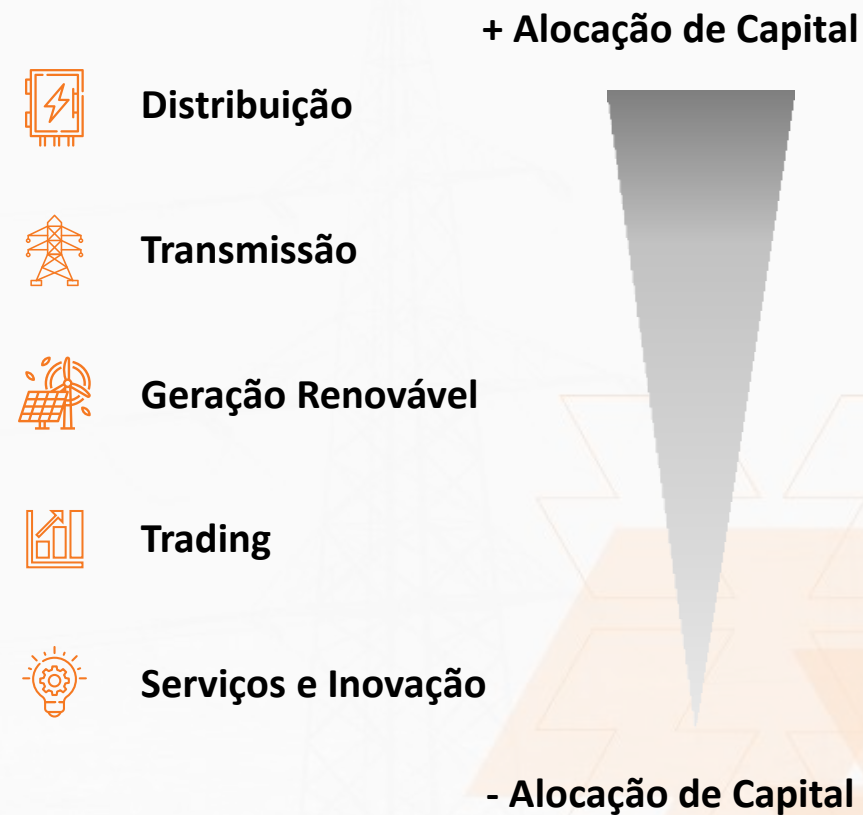 + Alocação de Capital
Distribuição
Transmissão
Geração Renovável
Trading
Serviços e Inovação
- Alocação de Capital